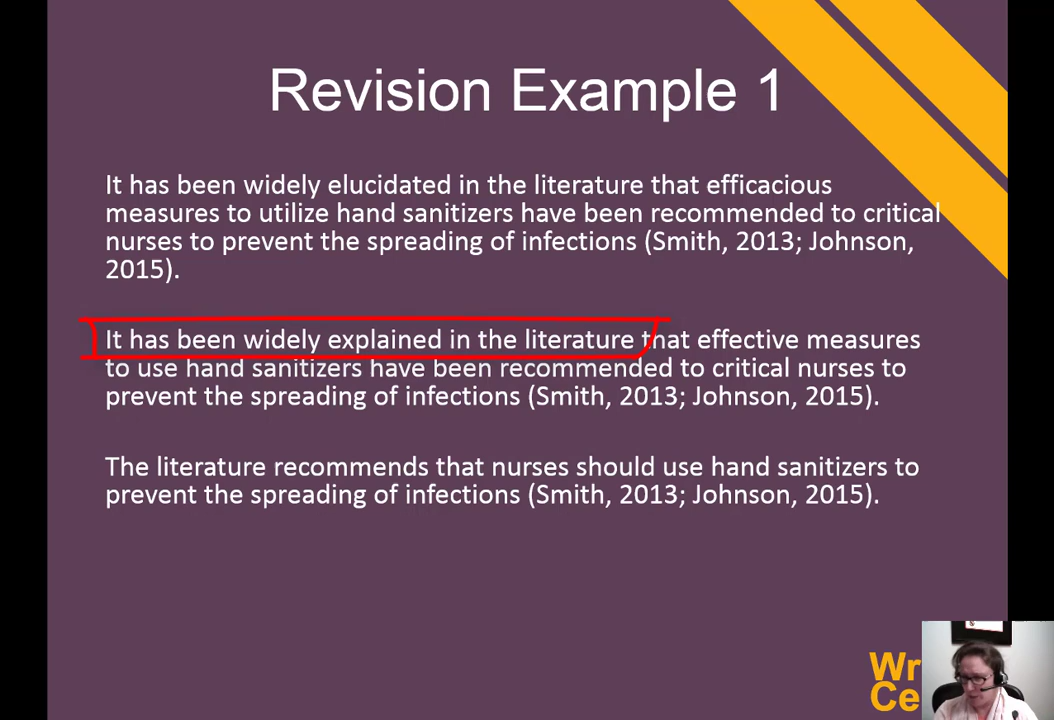 Revision Example 1
It has been widely elucidated in the literature that efficacious
measures to utilize hand sanitizers have been recommended to critical
nurses to prevent the spreading of infections (Smith, 2013; Johnson,
2015).
It has been widely explained in the literature that effective measures
to use hand sanitizers have been recommended to critical nurses to
prevent the spreading of infections (Smith, 2013; Johnson, 2015).
The literature recommends that nurses should use hand sanitizers to
prevent the spreading of infections (Smith, 2013; Johnson, 2015).
Wr
Ce